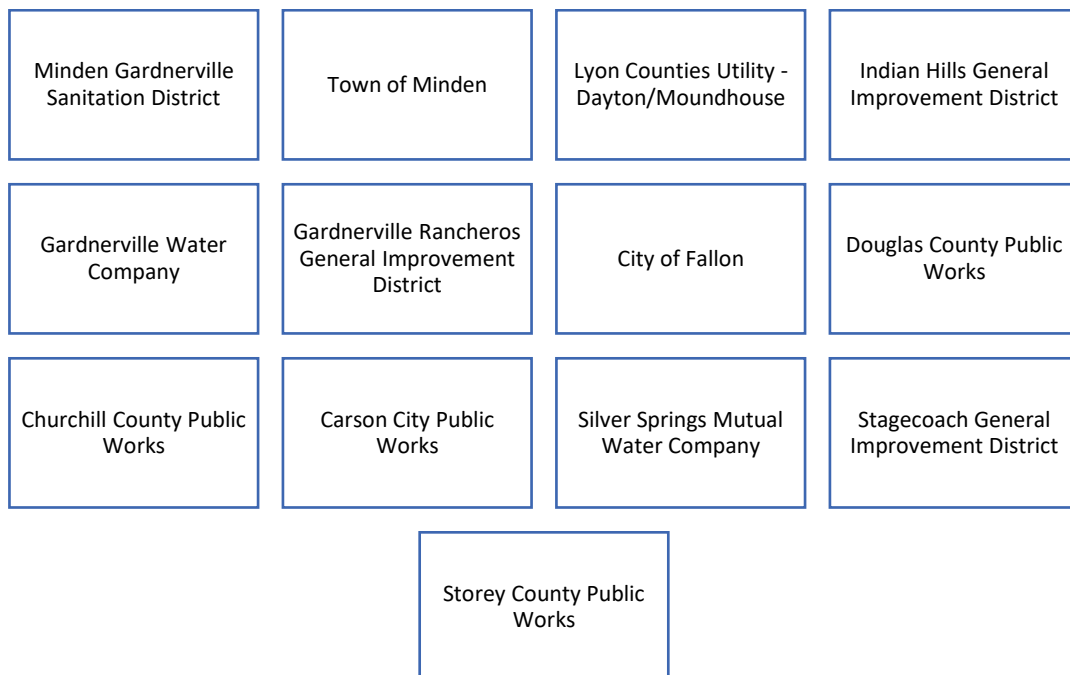 Minden Gardnerville
Sanitation District
Town of Minden
Lyon Counties Utility -
Dayton/Moundhouse
Indian Hills General
Improvement District
Gardnerville Water
Company
Gardnerville Rancheros
General Improvement
District
City of Fallon
Douglas County Public
Works
Churchill County Public
Works
Carson City Public
Works
Silver Springs Mutual
Water Company
Stagecoach General
Improvement District
Storey County Public
Works